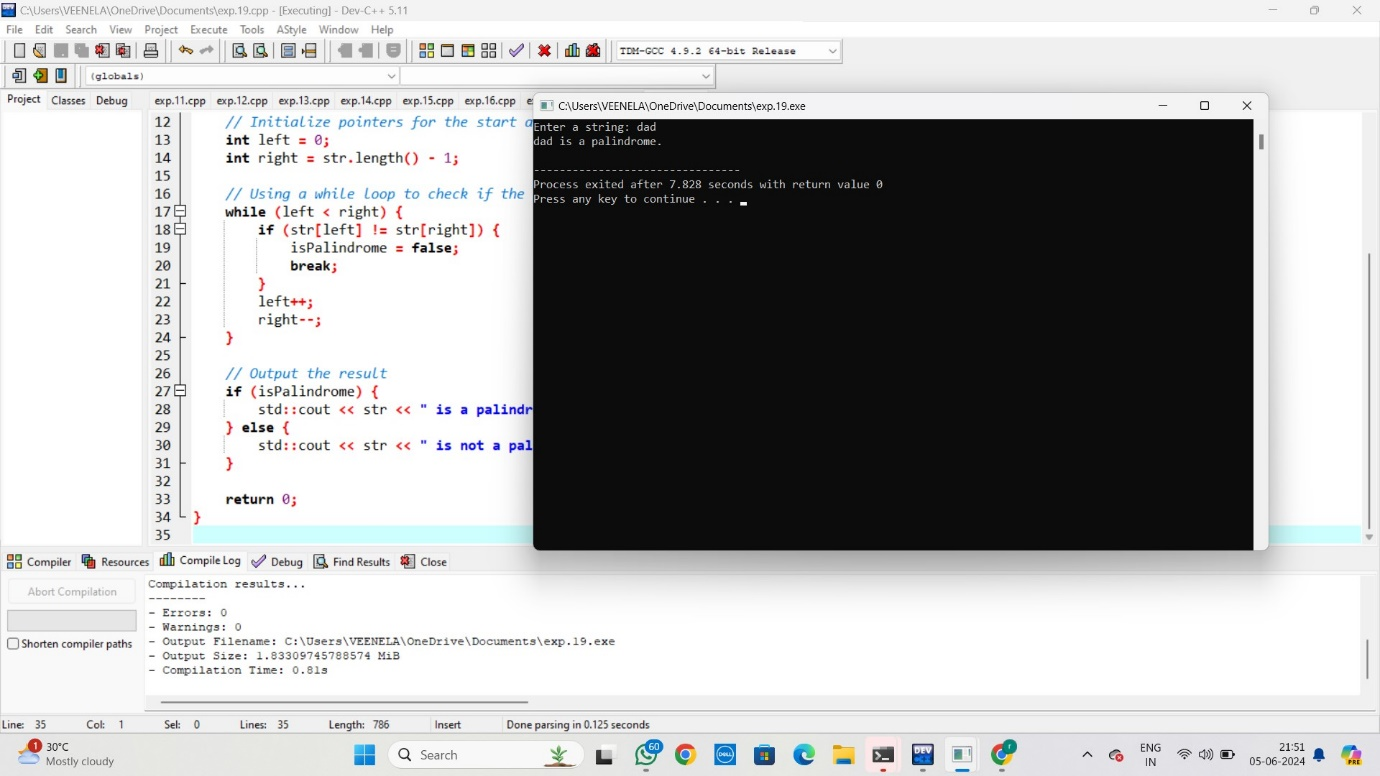 C:\Users\VEENELA\OneDrive\Documents\exp.19.cpp - [Executing] - Dev-C++ 5.11
File Edit Search View Project Execute Tools AStyle Window Help
TDM-GCC 4.9.2 64-bit Release
(globals)
Project Classes Debug
exp.11.cpp exp.12.cpp exp.13.cpp exp.14.cpp exp.15.cpp exp.16.cpp e
12 // Initialize pointers for the start a
13 int left = 0;
14 int right = str.length() - 1;
15
16 // Using a while loop to check if the
17 while (left < right) {
18 if (str[left] != str[right]) {
19 isPalindrome = false;
20 break;
21 }
22 left++;
23 right--;
24 }
25
26 // Output the result
27 if (isPalindrome) {
28 std::cout << str << " is a palindr
29 } else {
30 std::cout << str << " is not a pal
31 }
32
33 return 0;
34 }
35
C:\Users\VEENELA\OneDrive\Documents\exp.19.exe
Enter a string: dad
dad is a palindrome.
--------------------------------
Process exited after 7.828 seconds with return value 0
Press any key to continue . . .
Compiler Resources Compile Log Debug Find Results Close
Abort Compilation
Shorten compiler paths
Compilation results...
--------
- Errors: 0
- Warnings: 0
- Output Filename: C:\Users\VEENELA\OneDrive\Documents\exp.19.exe
- Output Size: 1.83309745788574 MiB
- Compilation Time: 0.81s
Line: 35 Col: 1 Sel: 0 Lines: 35 Length: 786 Insert Done parsing in 0.125 seconds
1
30°C
Mostly cloudy
Search
60
DELL
DEV
f
ENG
IN
21:51
05-06-2024
PRE